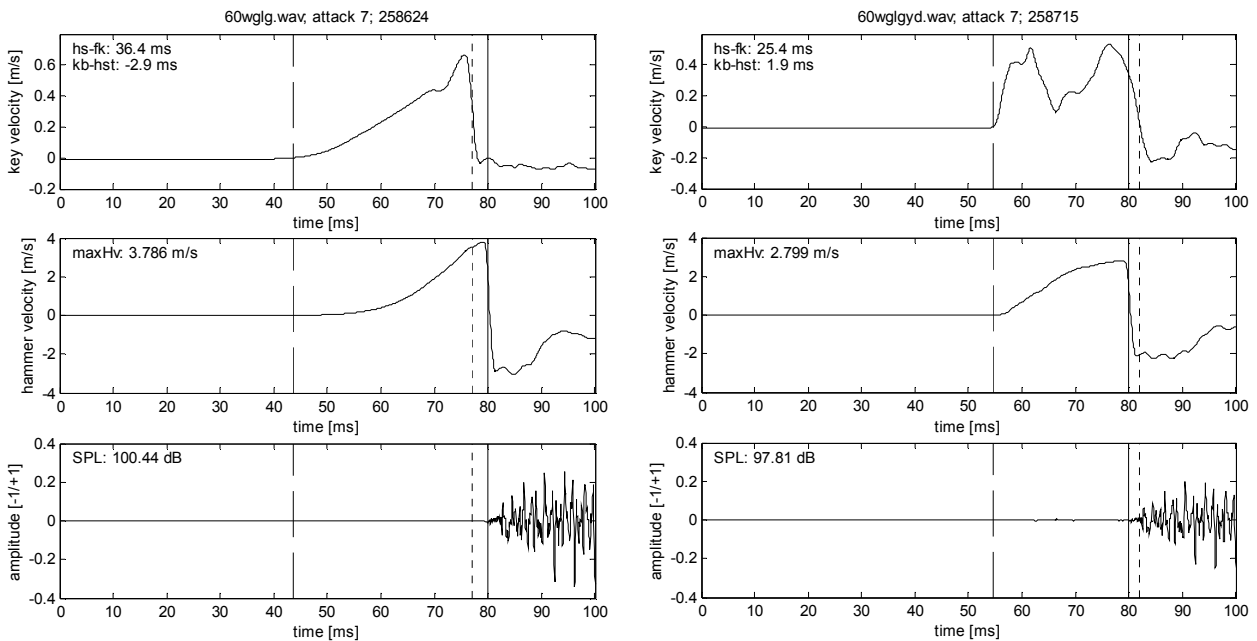 60wglg.wav; attack 7; 258624
hs-fk: 36.4 ms
kb-hst: -2.9 ms
key velocity [m/s]
0.6
0.4
0.2
0
-0.2
0 10 20 30 40 50 60 70 80 90 100
time [ms]
maxHv: 3.786 m/s
hammer velocity [m/s]
4
2
0
-2
-4
0 10 20 30 40 50 60 70 80 90 100
time [ms]
SPL: 100.44 dB
amplitude [-1/+1]
0.4
0.2
0
-0.2
-0.4
0 10 20 30 40 50 60 70 80 90 100
time [ms]
60wglgyd.wav; attack 7; 258715
hs-fk: 25.4 ms
kb-hst: 1.9 ms
key velocity [m/s]
0.4
0.2
0
-0.2
-0.4
0 10 20 30 40 50 60 70 80 90 100
time [ms]
maxHv: 2.799 m/s
hammer velocity [m/s]
4
2
0
-2
-4
0 10 20 30 40 50 60 70 80 90 100
time [ms]
SPL: 97.81 dB
amplitude [-1/+1]
0.4
0.2
0
-0.2
-0.4
0 10 20 30 40 50 60 70 80 90 100
time [ms]